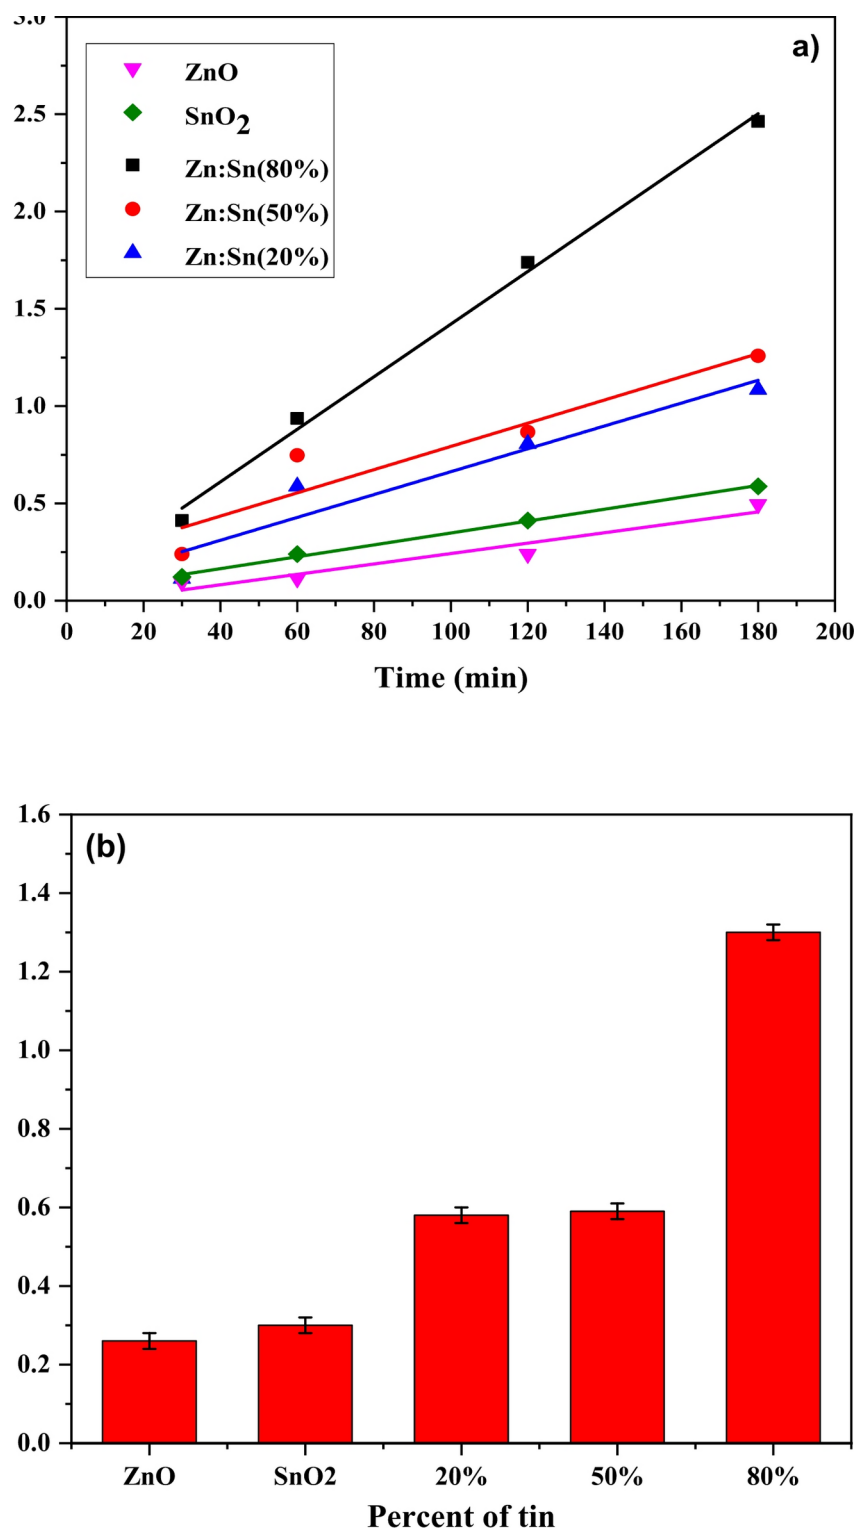 3.0
a)
ZnO
SnO2
Zn:Sn(80%)
Zn:Sn(50%)
Zn:Sn(20%)
2.5
2.0
1.5
1.0
0.5
0.0
0 20 40 60 80 100 120 140 160 180 200
Time (min)
1.6
(b)
1.4
1.2
1.0
0.8
0.6
0.4
0.2
0.0
ZnO SnO2 20% 50% 80%
Percent of tin